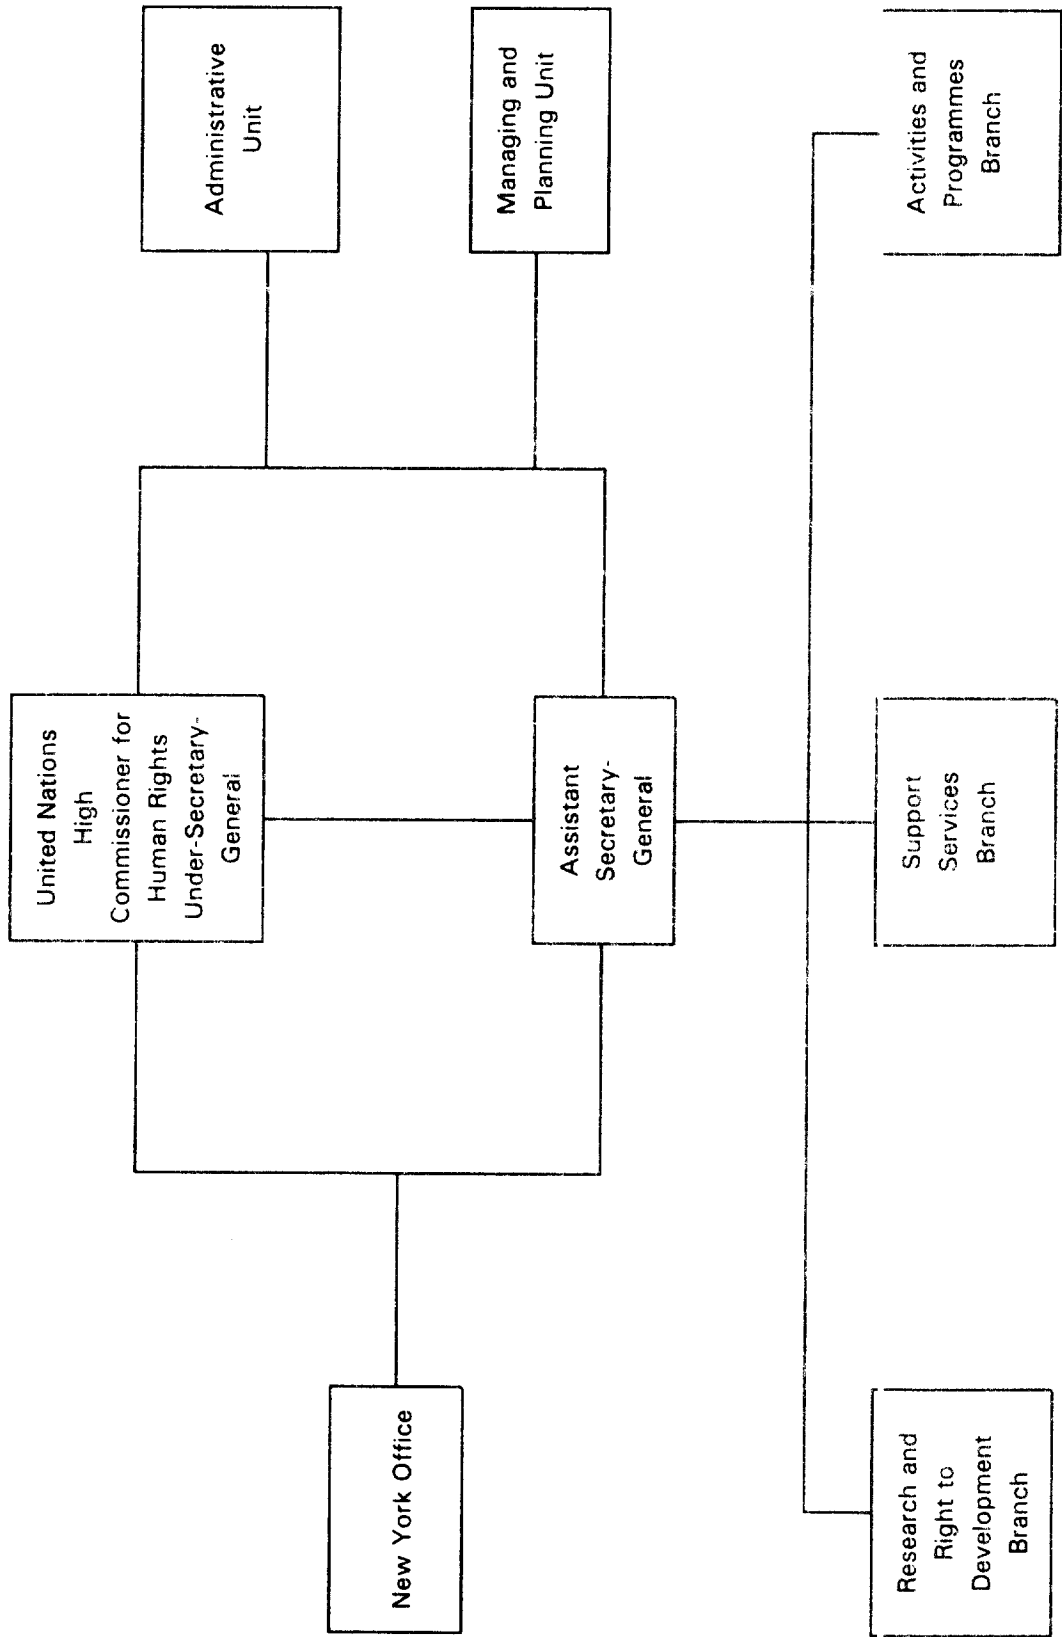 United Nations
High
Commissioner for
Human Rights
Under-Secretary-
General
Administrative
Unit
New York Office
Managing and
Planning Unit
Assistant
Secretary-
General
Research and
Right to
Development
Branch
Support
Services
Branch
Activities and
Programmes
Branch